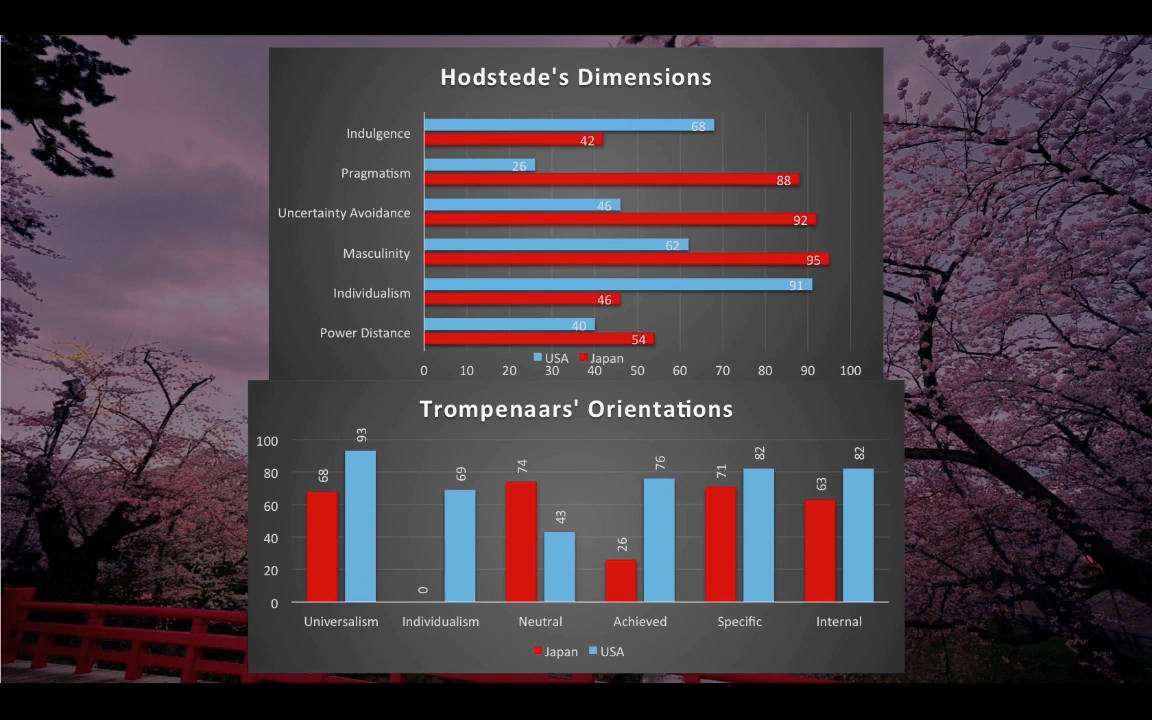 Hodstede's Dimensions
Indulgence 68 42
Pragmatism 26 88
Uncertainty Avoidance 46 92
Masculinity 62 95
Individualism 91 46
Power Distance 40 54
USA Japan
0 10 20 30 40 50 60 70 80 90 100
Trompenaars' Orientations
100
80
60
40
20
0
68 93 0 69 74 43 26 76 71 82 63 82
Universalism Individualism Neutral Achieved Specific Internal
Japan USA